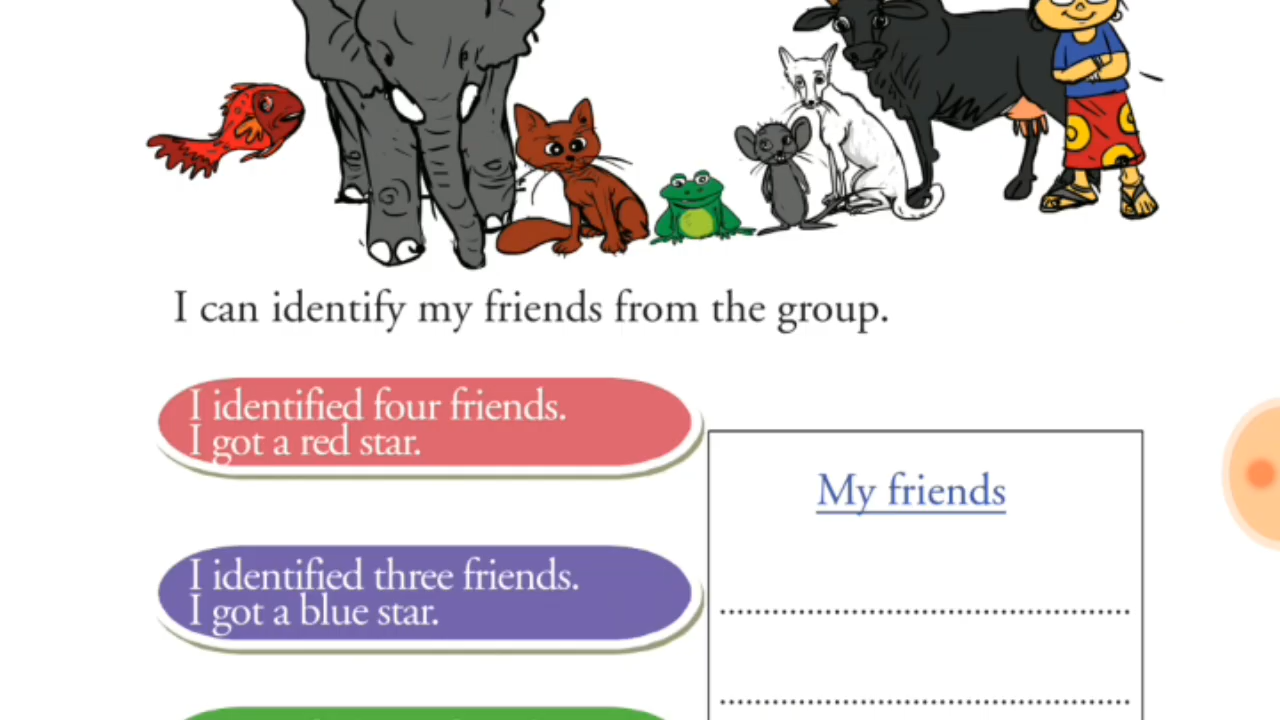 I can identify my friends from the group.
I identified four friends.
I got a red star.
My friends
I identified three friends.
I got a blue star.